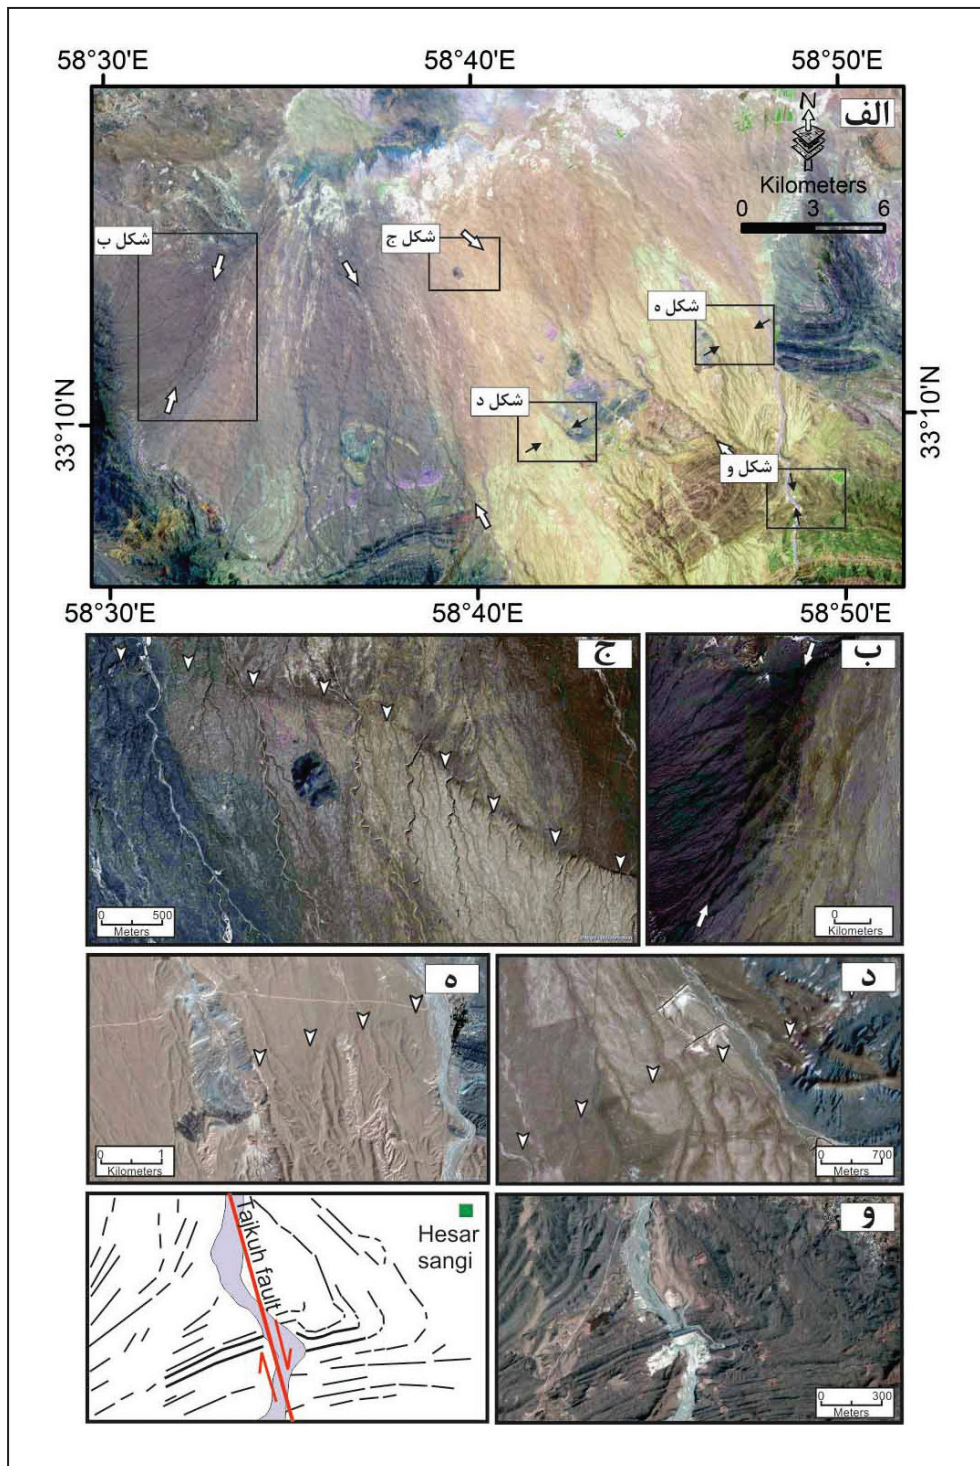 58°30'E 58°40'E 58°50'E
الف
N
Kilometers
0 3 6
شکل ب
شکل ج
شکل ه
شکل د
شکل و
33°10'N
33°10'N
58°30'E 58°40'E 58°50'E
ج
0 500
Meters
ب
0
Kilometers
ه
0 1
Kilometers
د
0 700
Meters
Tajkuh fault
Hesar
sangi
و
0 300
Meters